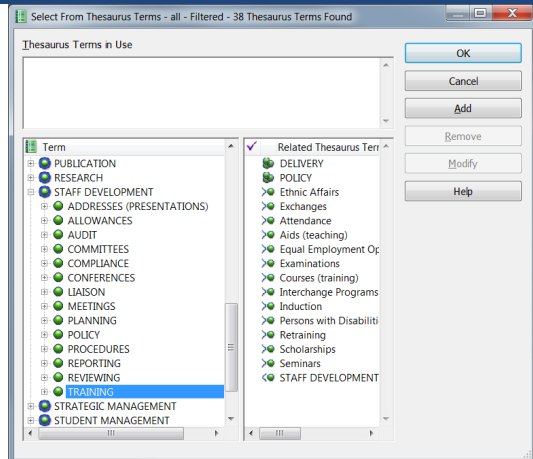 Select From Thesaurus Terms - all - Filtered - 38 Thesaurus Terms Found
Thesaurus Terms in Use
OK
Cancel
Add
Remove
Modify
Help
Term
PUBLICATION
RESEARCH
STAFF DEVELOPMENT
ADDRESSES (PRESENTATIONS)
ALLOWANCES
AUDIT
COMMITTEES
COMPLIANCE
CONFERENCES
LIAISON
MEETINGS
PLANNING
POLICY
PROCEDURES
REPORTING
REVIEWING
TRAINING
STRATEGIC MANAGEMENT
STUDENT MANAGEMENT
Related Thesaurus Terr
DELIVERY
POLICY
Ethnic Affairs
Exchanges
Attendance
Aids (teaching)
Equal Employment Op
Examinations
Courses (training)
Interchange Programs
Induction
Persons with Disabiliti
Retraining
Scholarships
Seminars
STAFF DEVELOPMENT